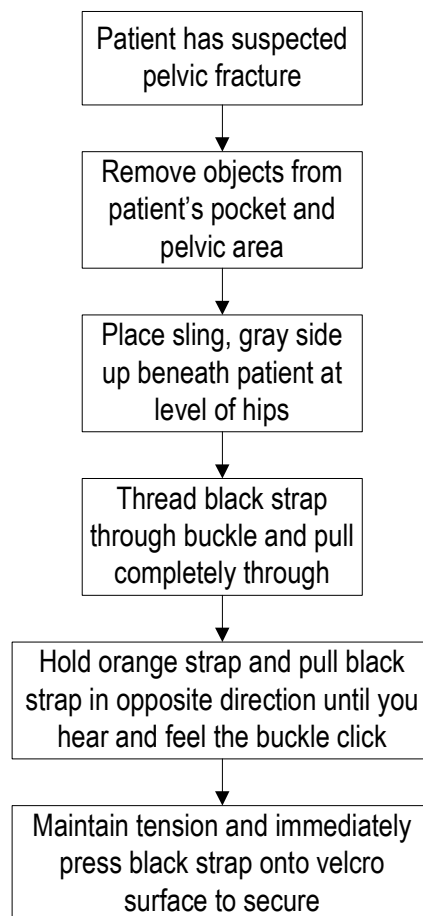 Patient has suspected
pelvic fracture
Remove objects from
patient’s pocket and
pelvic area
Place sling, gray side
up beneath patient at
level of hips
Thread black strap
through buckle and pull
completely through
Hold orange strap and pull black
strap in opposite direction until you
hear and feel the buckle click
Maintain tension and immediately
press black strap onto velcro
surface to secure